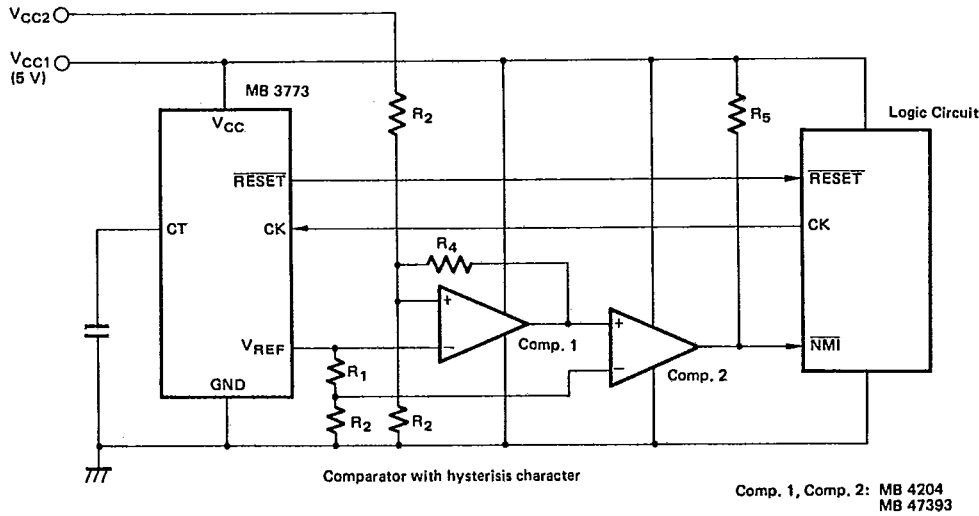 VCC2
VCC1
(5 V)
MB 3773
VCC
R2
R5
Logic Circuit
RESET
RESET
CT
CK
CK
R4
+
−
Comp. 1
VREF
R1
+
−
Comp. 2
NMI
GND
R2
R2
Comparator with hysterisis character
Comp. 1, Comp. 2: MB 4204
MB 47393